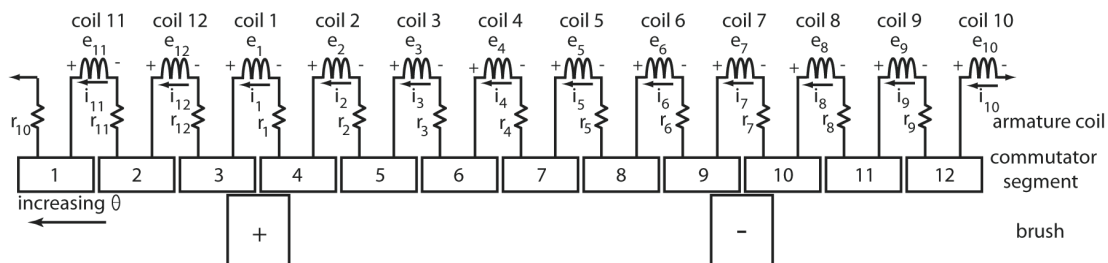 coil 11 coil 12 coil 1 coil 2 coil 3 coil 4 coil 5 coil 6 coil 7 coil 8 coil 9 coil 10
e11 e12 e1 e2 e3 e4 e5 e6 e7 e8 e9 e10
+ - + - + - + - + - + - + - + - + - + - + - + -
i11 i12 i1 i2 i3 i4 i5 i6 i7 i8 i9 i10
r10 r11 r12 r1 r2 r3 r4 r5 r6 r7 r8 r9 armature coil
1 2 3 4 5 6 7 8 9 10 11 12 commutator segment
increasing θ
+ - brush